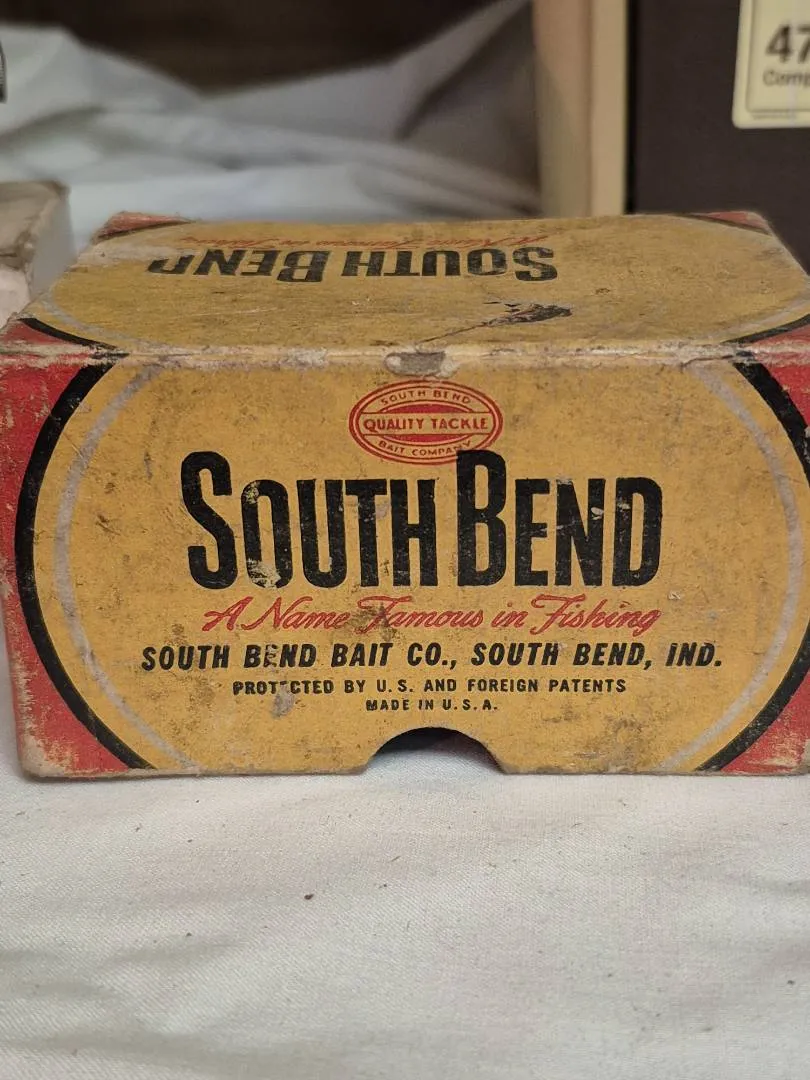 47
SOUTH BEND
A Name Famous in Fishing
SOUTH BEND
QUALITY TACKLE
BAIT COMPANY
SOUTH BEND
A Name Famous in Fishing
SOUTH BEND BAIT CO., SOUTH BEND, IND.
PROTECTED BY U.S. AND FOREIGN PATENTS
MADE IN U.S.A.